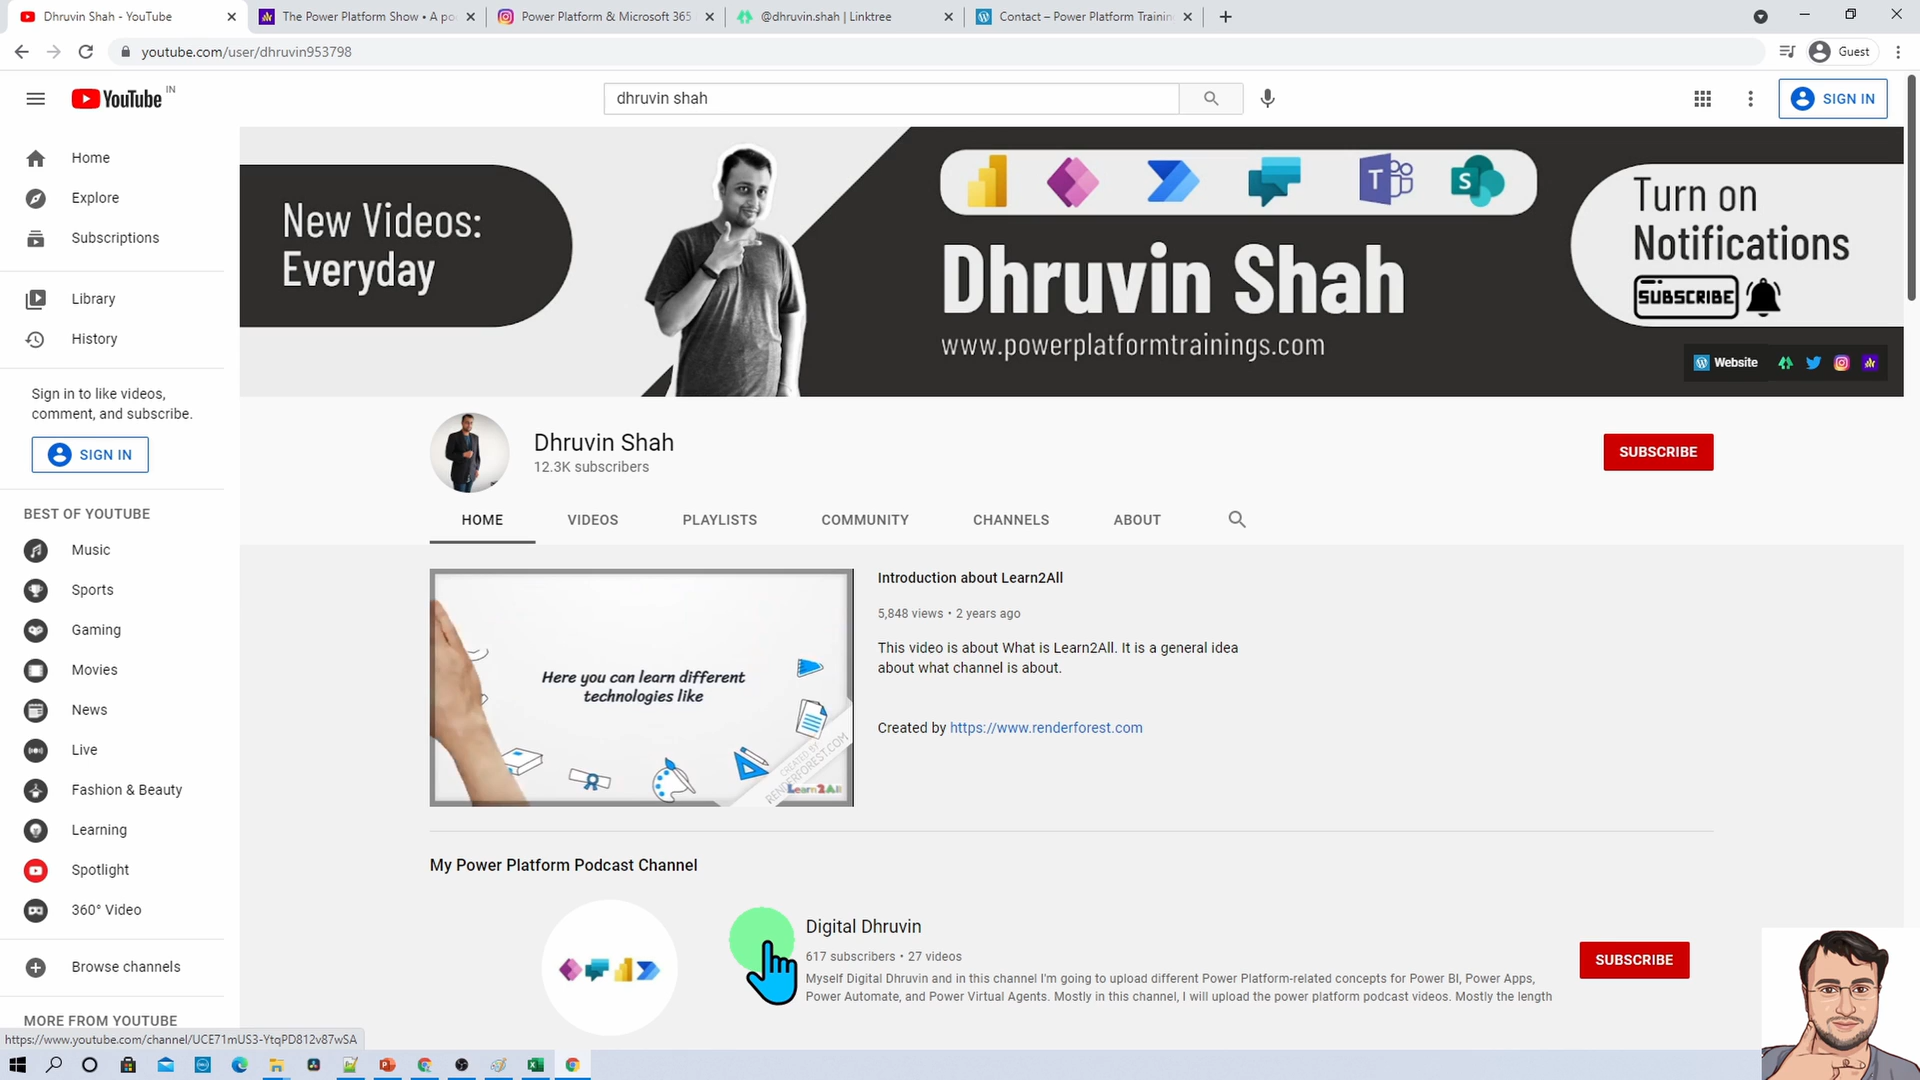 Dhruvin Shah - YouTube
The Power Platform Show • A po
Power Platform & Microsoft 365
@dhruvin.shah | Linktree
Contact – Power Platform Trainin
youtube.com/user/dhruvin953798
Guest
YouTube IN
dhruvin shah
SIGN IN
Home
Explore
Subscriptions
Library
History
Sign in to like videos,
comment, and subscribe.
SIGN IN
BEST OF YOUTUBE
Music
Sports
Gaming
Movies
News
Live
Fashion & Beauty
Learning
Spotlight
360° Video
Browse channels
MORE FROM YOUTUBE
New Videos:
Everyday
Dhruvin Shah
www.powerplatformtrainings.com
Turn on
Notifications
SUBSCRIBE
Website
Dhruvin Shah
12.3K subscribers
SUBSCRIBE
HOME
VIDEOS
PLAYLISTS
COMMUNITY
CHANNELS
ABOUT
Here you can learn different
technologies like
CREATED BY
RENDERFOREST.COM
Learn2All
Introduction about Learn2All
5,848 views • 2 years ago
This video is about What is Learn2All. It is a general idea
about what channel is about.
Created by https://www.renderforest.com
My Power Platform Podcast Channel
Digital Dhruvin
617 subscribers • 27 videos
Myself Digital Dhruvin and in this channel I'm going to upload different Power Platform-related concepts for Power BI, Power Apps,
Power Automate, and Power Virtual Agents. Mostly in this channel, I will upload the power platform podcast videos. Mostly the length
SUBSCRIBE
https://www.youtube.com/channel/UCE71mUS3-YtqPD812v87wSA